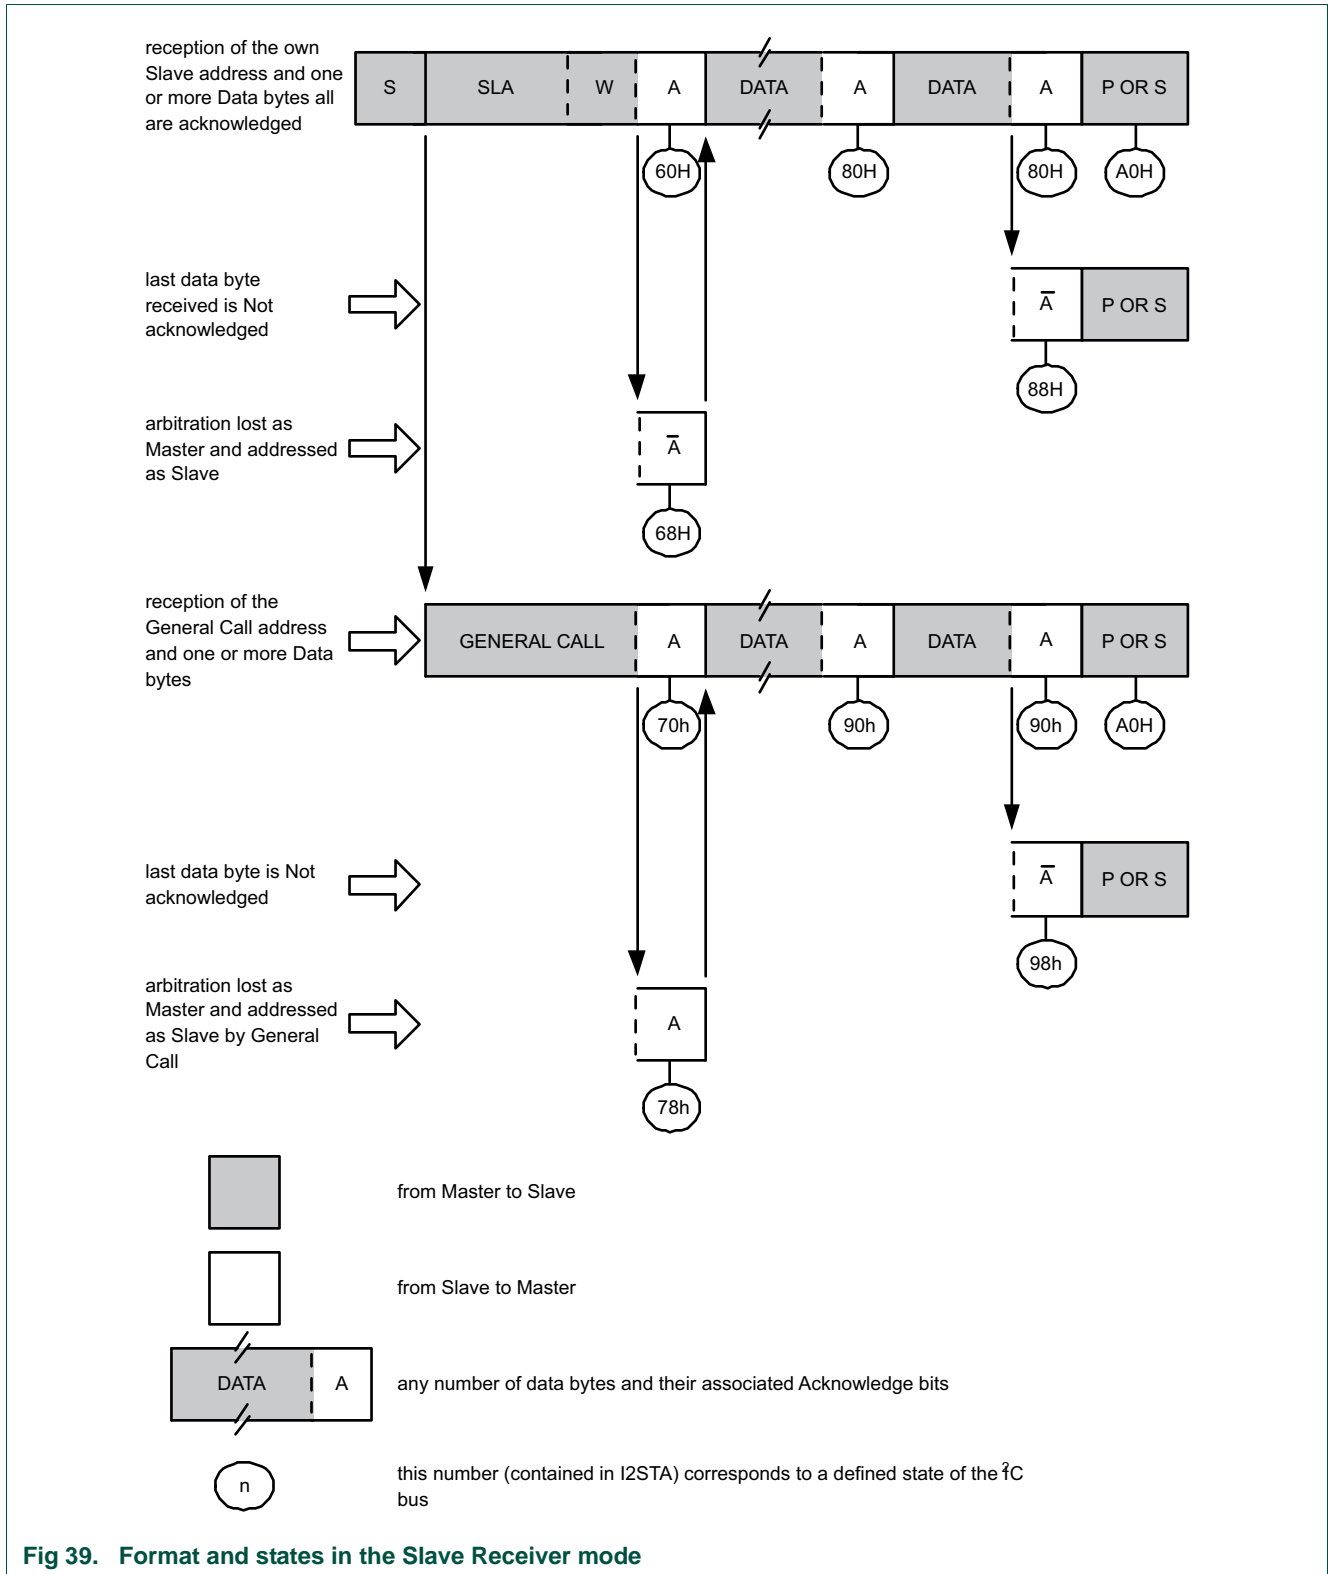 reception of the own
Slave address and one
or more Data bytes all
are acknowledged
S SLA W A DATA A DATA A P OR S
60H 80H 80H A0H
last data byte
received is Not
acknowledged
A̅ P OR S
88H
arbitration lost as
Master and addressed
as Slave
A̅
68H
reception of the
General Call address
and one or more Data
bytes
GENERAL CALL A DATA A DATA A P OR S
70h 90h 90h A0H
last data byte is Not
acknowledged
A̅ P OR S
98h
arbitration lost as
Master and addressed
as Slave by General
Call
A
78h
from Master to Slave
from Slave to Master
DATA A any number of data bytes and their associated Acknowledge bits
n this number (contained in I2STA) corresponds to a defined state of the I²C
bus
Fig 39. Format and states in the Slave Receiver mode